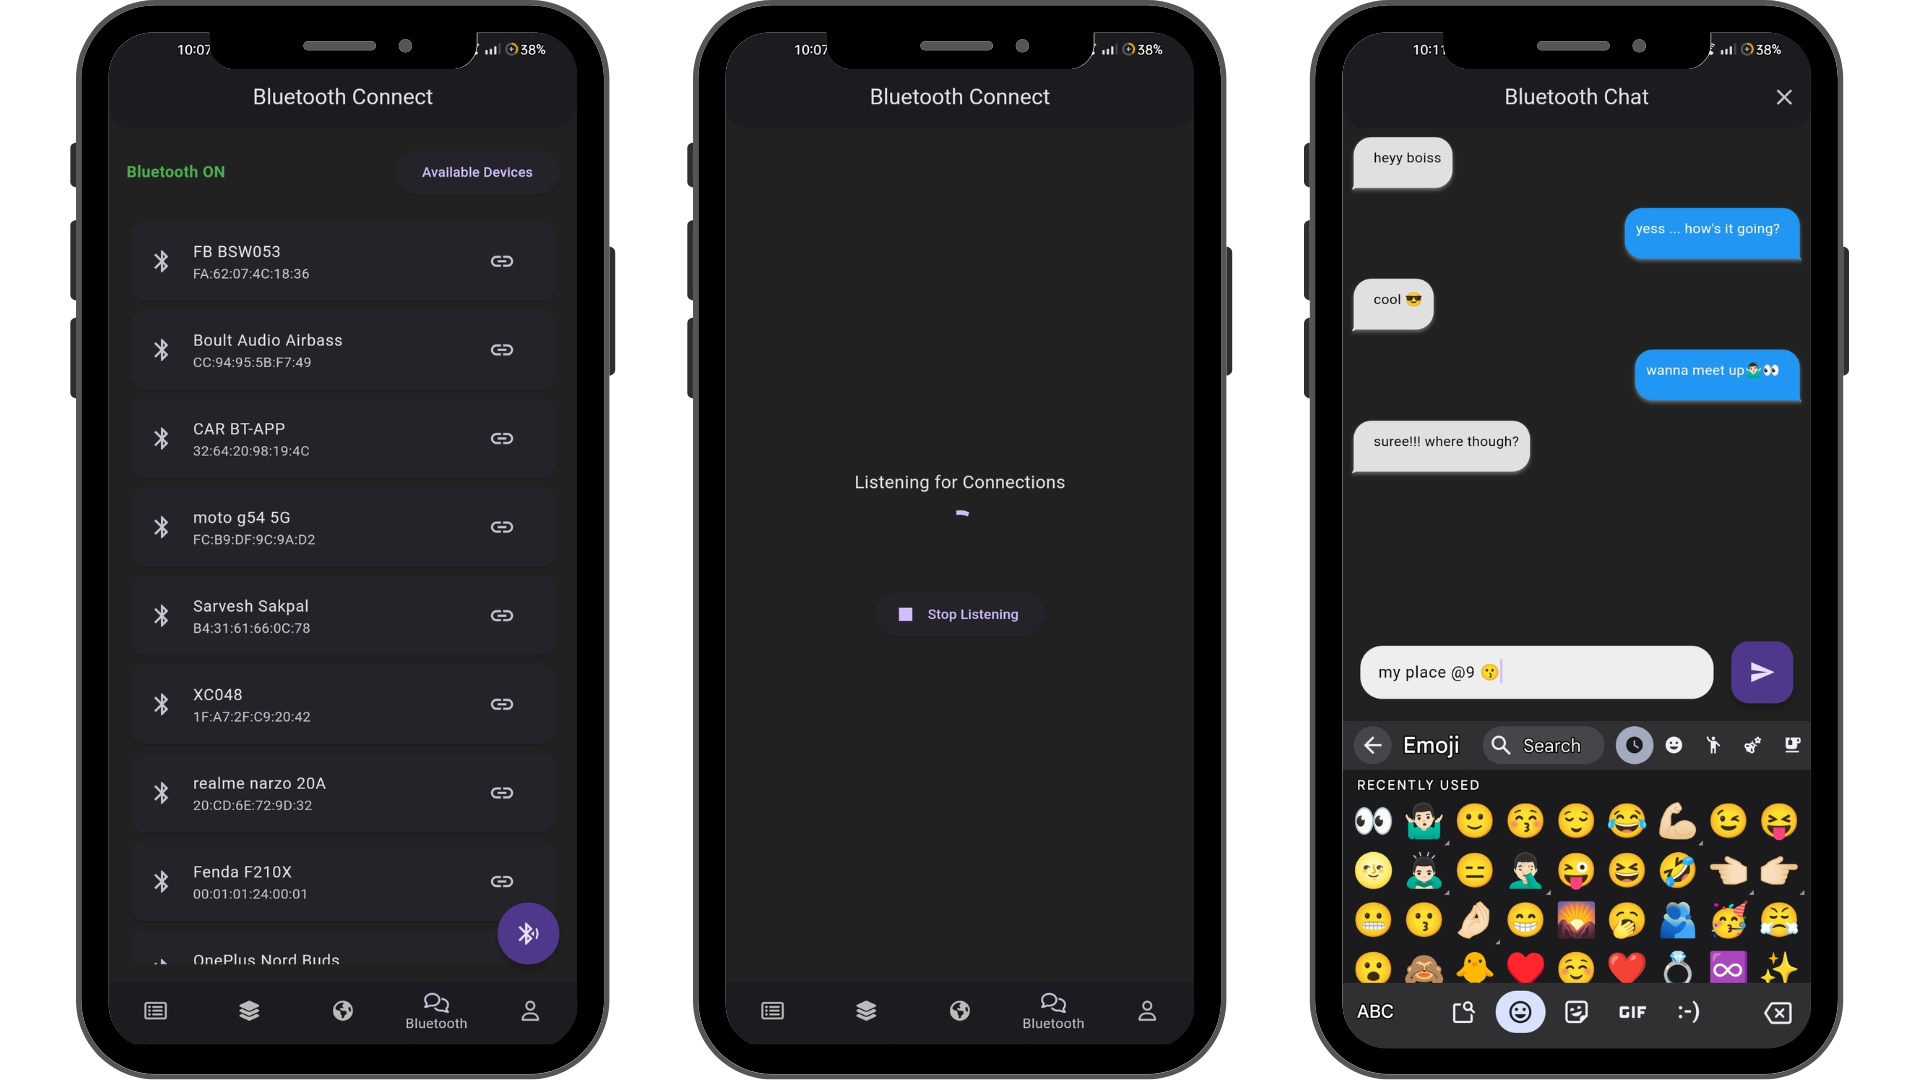 10:07
38%
Bluetooth Connect
Bluetooth ON
Available Devices
FB BSW053
FA:62:07:4C:18:36
Boult Audio Airbass
CC:94:95:5B:F7:49
CAR BT-APP
32:64:20:98:19:4C
moto g54 5G
FC:B9:DF:9C:9A:D2
Sarvesh Sakpal
B4:31:61:66:0C:78
XC048
1F:A7:2F:C9:20:42
realme narzo 20A
20:CD:6E:72:9D:32
Fenda F210X
00:01:01:24:00:01
OnePlus Nord Buds
Bluetooth
10:07
38%
Bluetooth Connect
Listening for Connections
Stop Listening
Bluetooth
10:11
38%
Bluetooth Chat
heyy boiss
yess ... how's it going?
cool 😎
wanna meet up🤷🏻‍♂️👀
suree!!! where though?
my place @9 😗
Emoji
Search
RECENTLY USED
ABC
GIF
:-)